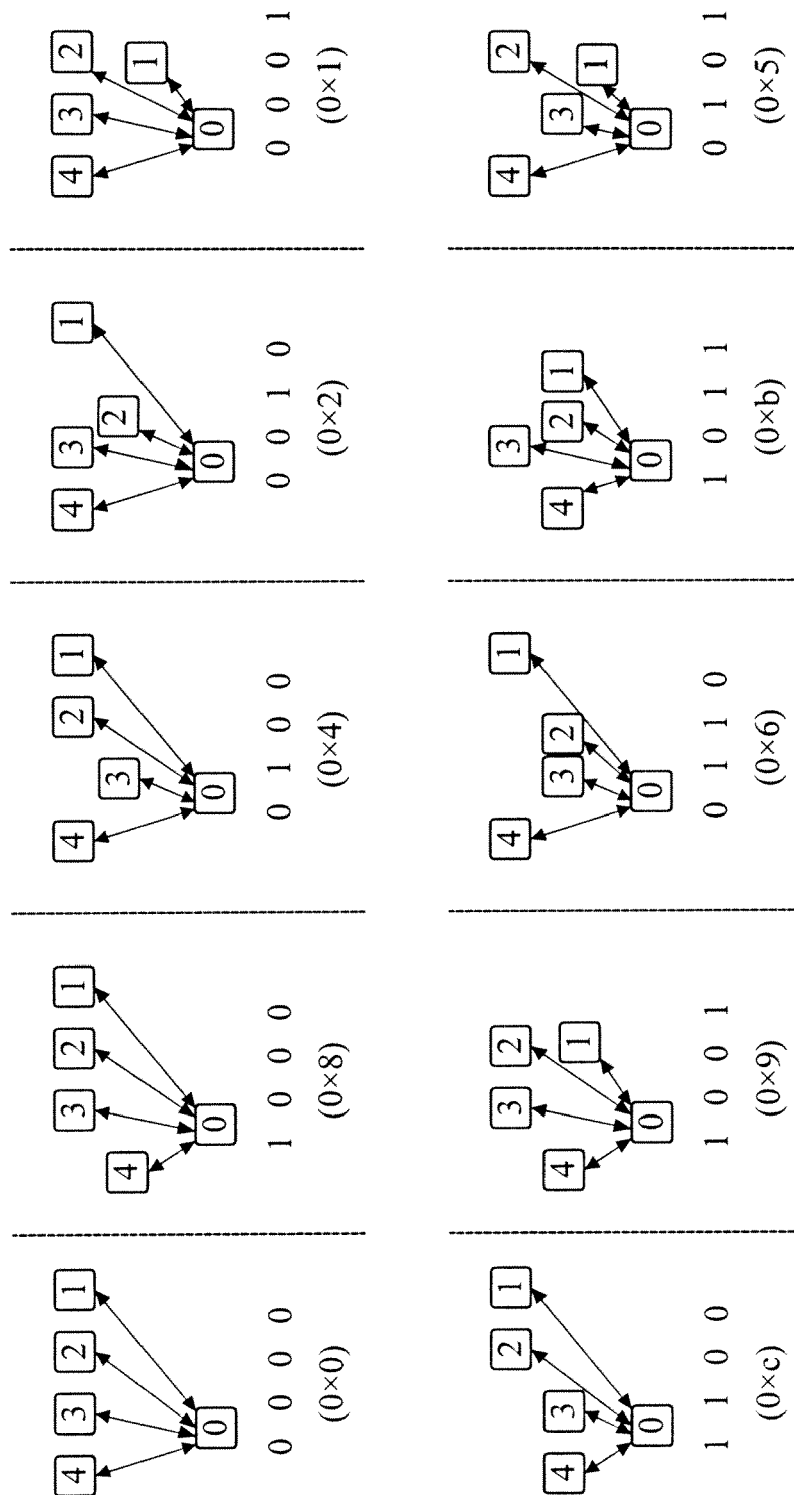 4 3 2 1
0
0 0 0 0
(0×0)
3 2 1
4
0
1 0 0 0
(0×8)
4 2 1
3
0
0 1 0 0
(0×4)
4 3 1
2
0
0 0 1 0
(0×2)
4 3 2
1
0
0 0 0 1
(0×1)
2 1
4 3
0
1 1 0 0
(0×c)
3 2
4 1
0
1 0 0 1
(0×9)
4 1
3 2
0
0 1 1 0
(0×6)
3
4 2 1
0
1 0 1 1
(0×b)
4 2
3 1
0
0 1 0 1
(0×5)